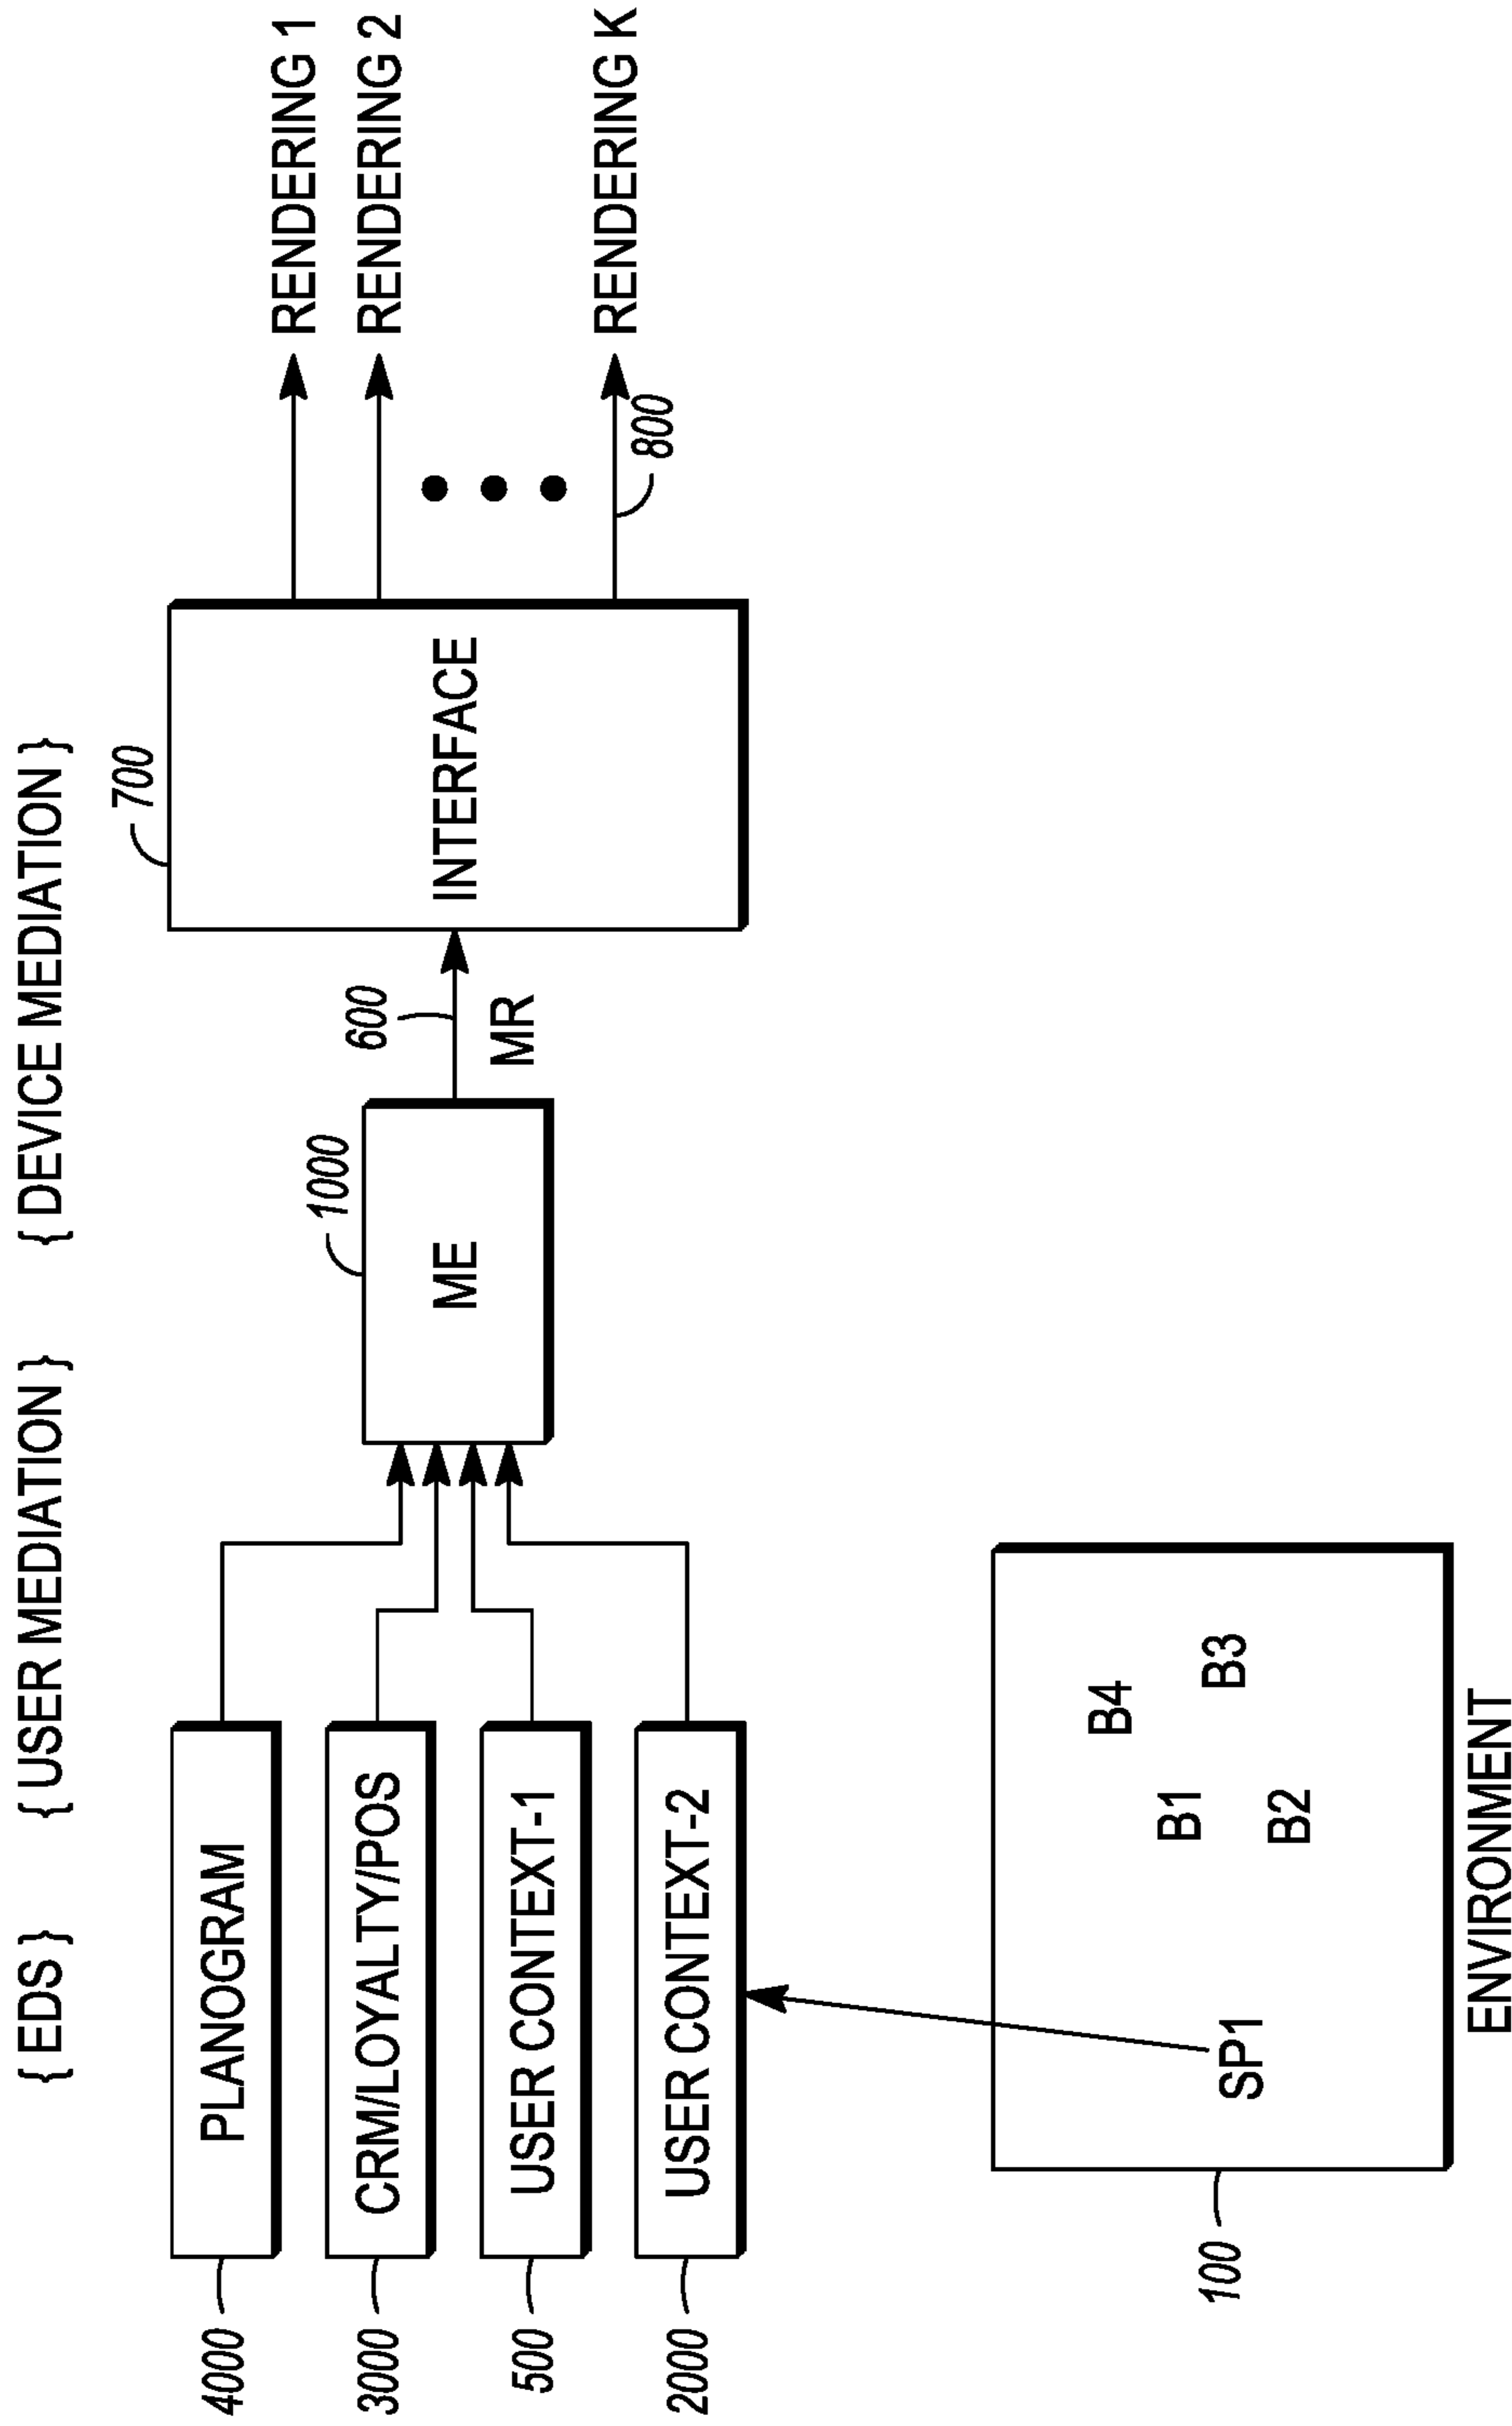 { EDS } { USER MEDIATION } { DEVICE MEDIATION }
4000
PLANOGRAM
3000
CRM/LOYALTY/POS
500
USER CONTEXT-1
2000
USER CONTEXT-2
1000
ME
600
MR
700
INTERFACE
RENDERING 1
RENDERING 2
RENDERING K
800
100
SP1
B4
B1
B3
B2
ENVIRONMENT